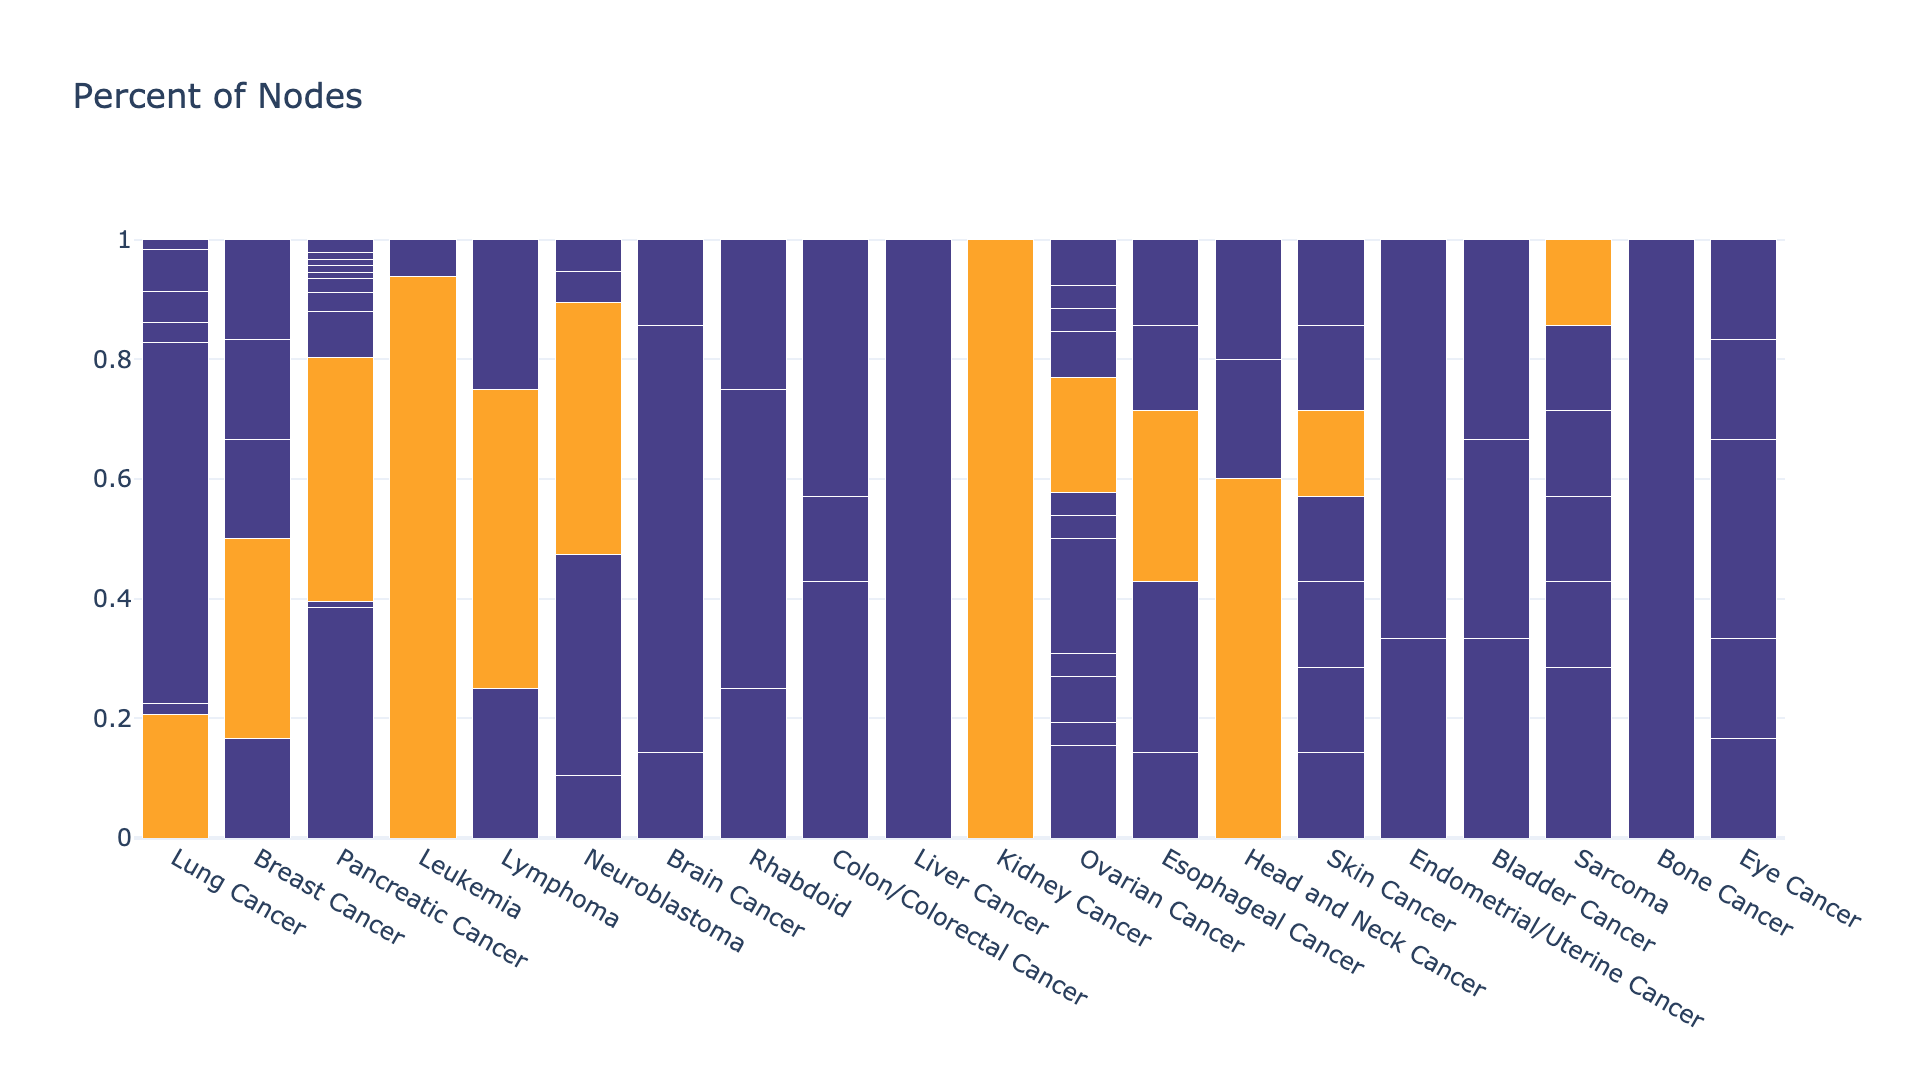 Percent of Nodes
1
0.8
0.6
0.4
0.2
0
Lung Cancer
Breast Cancer
Pancreatic Cancer
Leukemia
Lymphoma
Neuroblastoma
Brain Cancer
Rhabdoid
Colon/Colorectal Cancer
Liver Cancer
Kidney Cancer
Ovarian Cancer
Esophageal Cancer
Head and Neck Cancer
Skin Cancer
Endometrial/Uterine Cancer
Bladder Cancer
Sarcoma
Bone Cancer
Eye Cancer